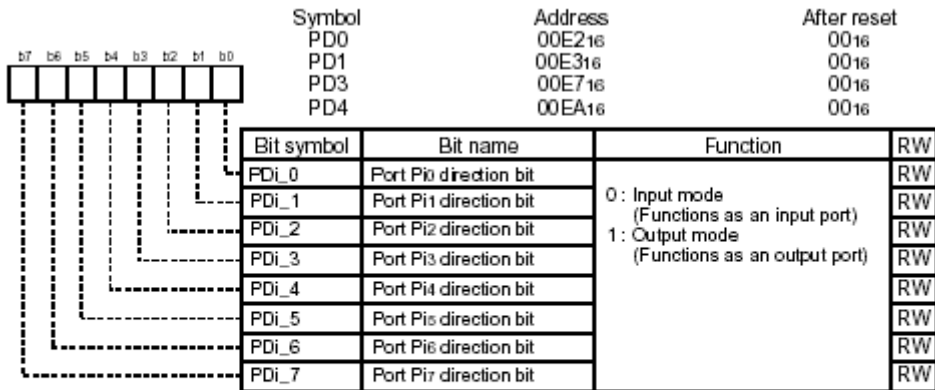 Symbol Address After reset
PD0 00E216 0016
PD1 00E316 0016
PD3 00E716 0016
PD4 00EA16 0016
b7 b6 b5 b4 b3 b2 b1 b0
Bit symbol Bit name Function RW
PDi_0 Port Pi0 direction bit RW
PDi_1 Port Pi1 direction bit RW
PDi_2 Port Pi2 direction bit RW
PDi_3 Port Pi3 direction bit RW
PDi_4 Port Pi4 direction bit RW
PDi_5 Port Pi5 direction bit RW
PDi_6 Port Pi6 direction bit RW
PDi_7 Port Pi7 direction bit RW
0 : Input mode
(Functions as an input port)
1 : Output mode
(Functions as an output port)